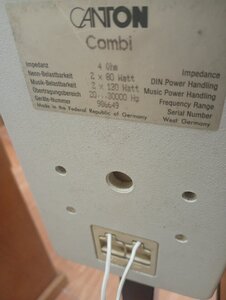 CANTON
Combi
Impedanz 4 Ohm Impedance
Nenn-Belastbarkeit 2 x 80 Watt DIN Power Handling
Musik-Belastbarkeit 2 x 120 Watt Music Power Handling
Übertragungsbereich 20...30000 Hz Frequency Range
Geräte-Nummer 986649 Serial Number
Made in the Federal Republic of Germany West Germany